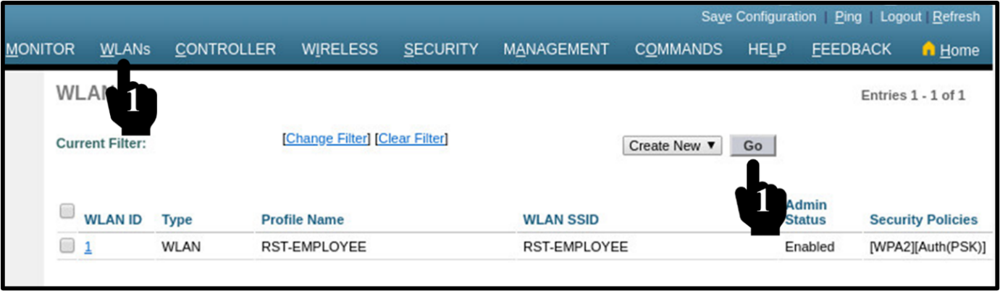 Save Configuration | Ping | Logout | Refresh
MONITOR WLANs CONTROLLER WIRELESS SECURITY MANAGEMENT COMMANDS HELP FEEDBACK Home
1
WLAN
Entries 1 - 1 of 1
Current Filter: [Change Filter] [Clear Filter] Create New ▼ Go
1
WLAN ID Type Profile Name WLAN SSID Admin Status Security Policies
1 WLAN RST-EMPLOYEE RST-EMPLOYEE Enabled [WPA2][Auth(PSK)]